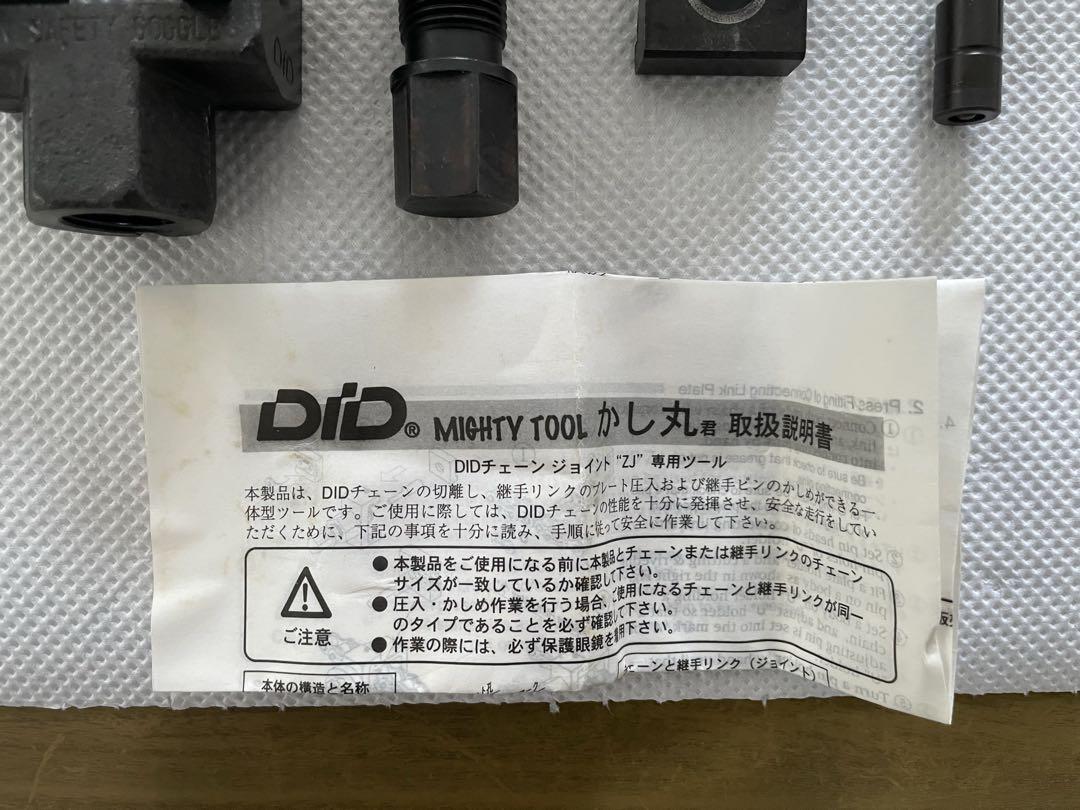 SAFETY GOGGLE
DID
DID® MIGHTY TOOL かし丸君 取扱説明書
DIDチェーン ジョイント“ZJ”専用ツール
本製品は、DIDチェーンの切離し、継手リンクのプレート圧入および継手ピンのかしめができる一
体型ツールです。ご使用に際しては、DIDチェーンの性能を十分に発揮させ、安全な走行をしてい
ただくために、下記の事項を十分に読み、手順に従って安全に作業して下さい。
ご注意
●本製品をご使用になる前に本製品とチェーンまたは継手リンクのチェーン
サイズが一致しているか確認して下さい。
●圧入・かしめ作業を行う場合、ご使用になるチェーンと継手リンクが同一
のタイプであることを必ず確認して下さい。
●作業の際には、必ず保護眼鏡を着用下さい。
本体の構造と名称
チェーンと継手リンク（ジョイント）
2. Press Fitting of Connecting Link Plate